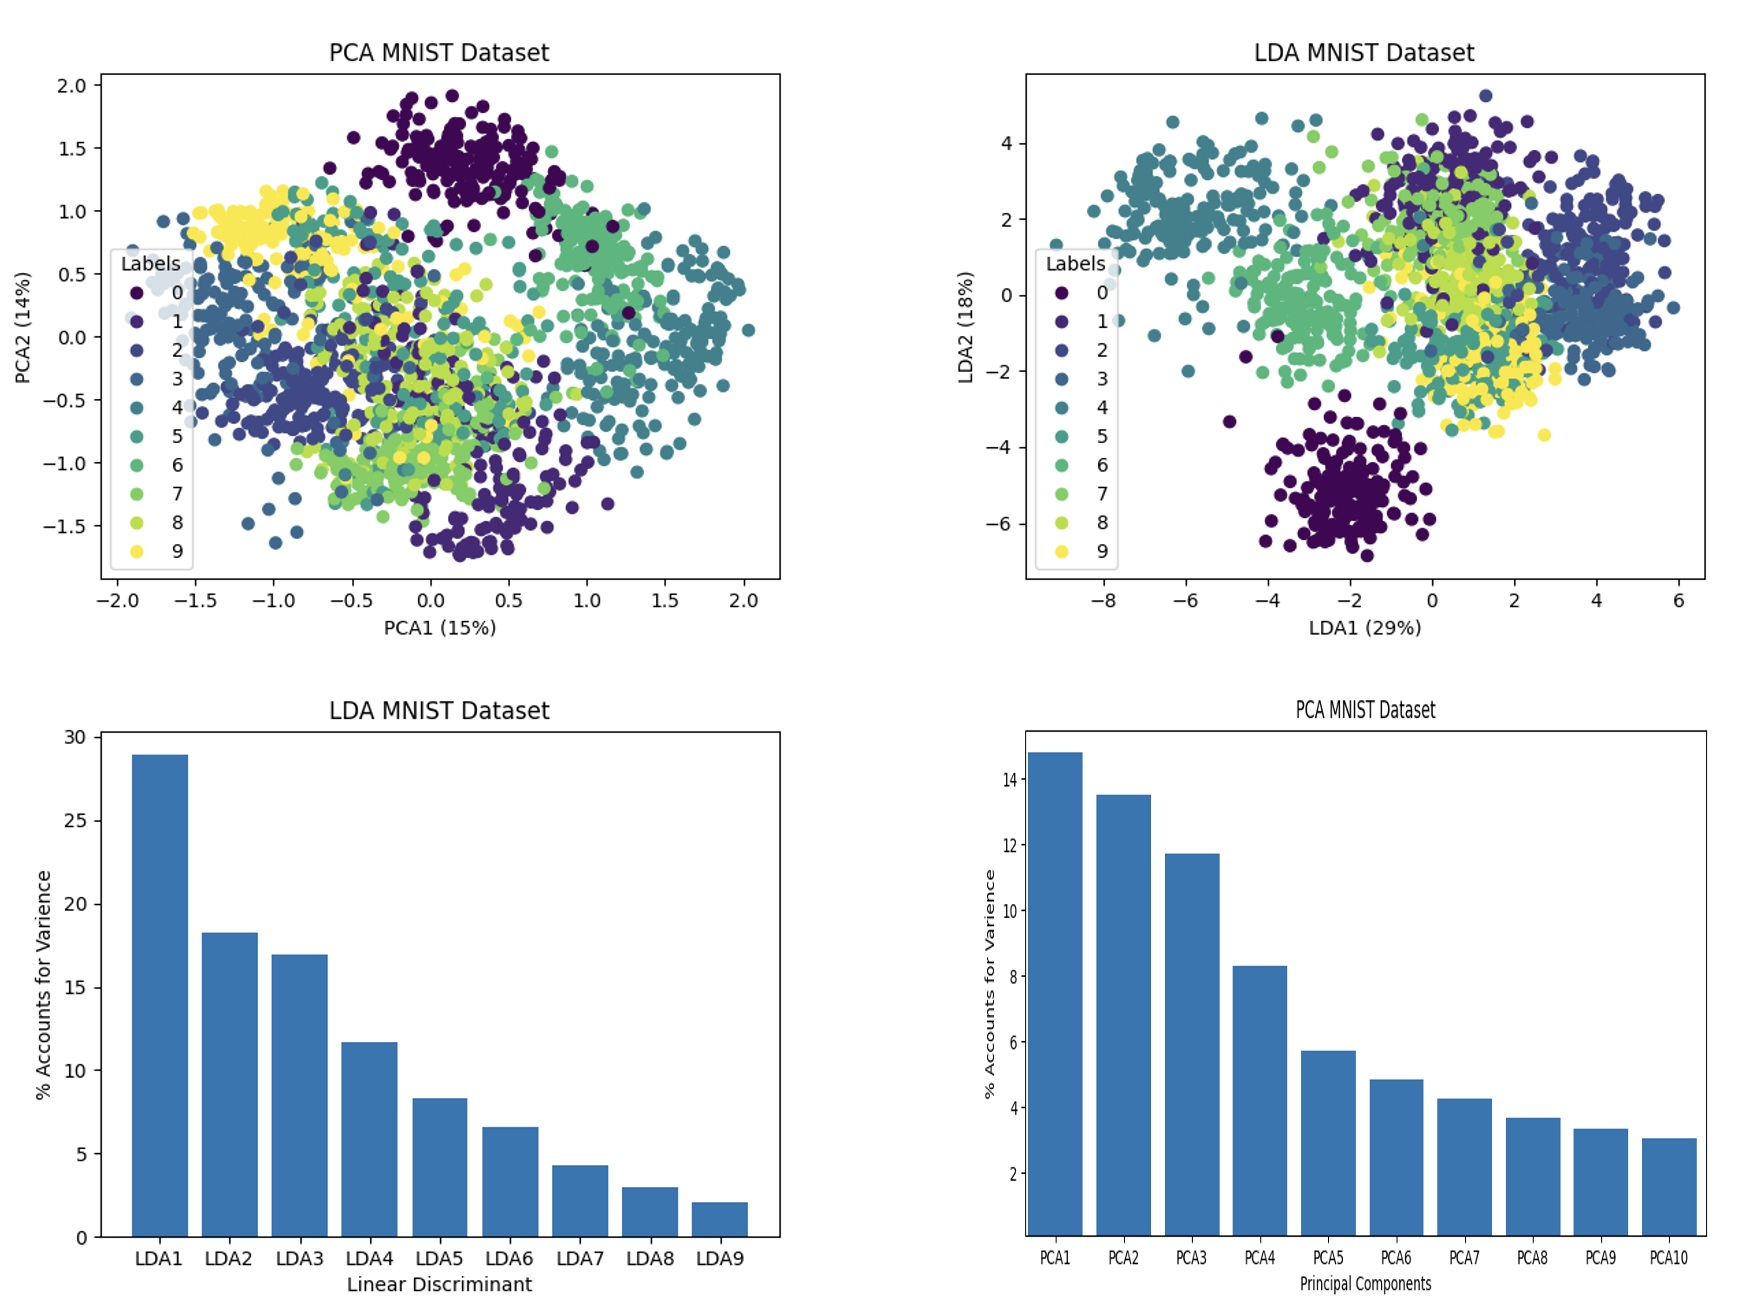 PCA MNIST Dataset
2.0
1.5
1.0
0.5
0.0
−0.5
−1.0
−1.5
PCA2 (14%)
Labels
0
1
2
3
4
5
6
7
8
9
−2.0 −1.5 −1.0 −0.5 0.0 0.5 1.0 1.5 2.0
PCA1 (15%)
LDA MNIST Dataset
4
2
0
−2
−4
−6
LDA2 (18%)
Labels
0
1
2
3
4
5
6
7
8
9
−8 −6 −4 −2 0 2 4 6
LDA1 (29%)
LDA MNIST Dataset
30
25
20
15
10
5
0
% Accounts for Varience
LDA1 LDA2 LDA3 LDA4 LDA5 LDA6 LDA7 LDA8 LDA9
Linear Discriminant
PCA MNIST Dataset
14
12
10
8
6
4
2
% Accounts for Varience
PCA1 PCA2 PCA3 PCA4 PCA5 PCA6 PCA7 PCA8 PCA9 PCA10
Principal Components